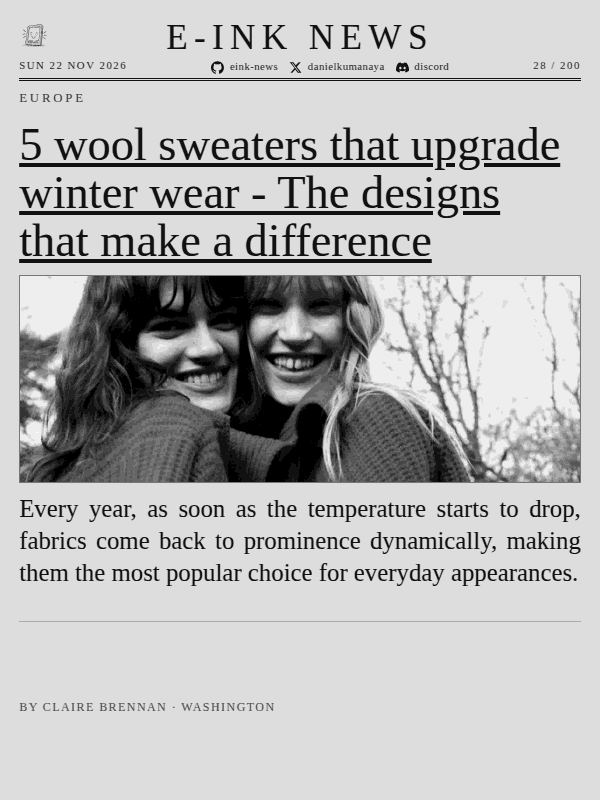 E-INK NEWS
SUN 22 NOV 2026
eink-news
danielkumanaya
discord
28 / 200
EUROPE
5 wool sweaters that upgrade
winter wear - The designs
that make a difference
Every year, as soon as the temperature starts to drop,
fabrics come back to prominence dynamically, making
them the most popular choice for everyday appearances.
BY CLAIRE BRENNAN · WASHINGTON